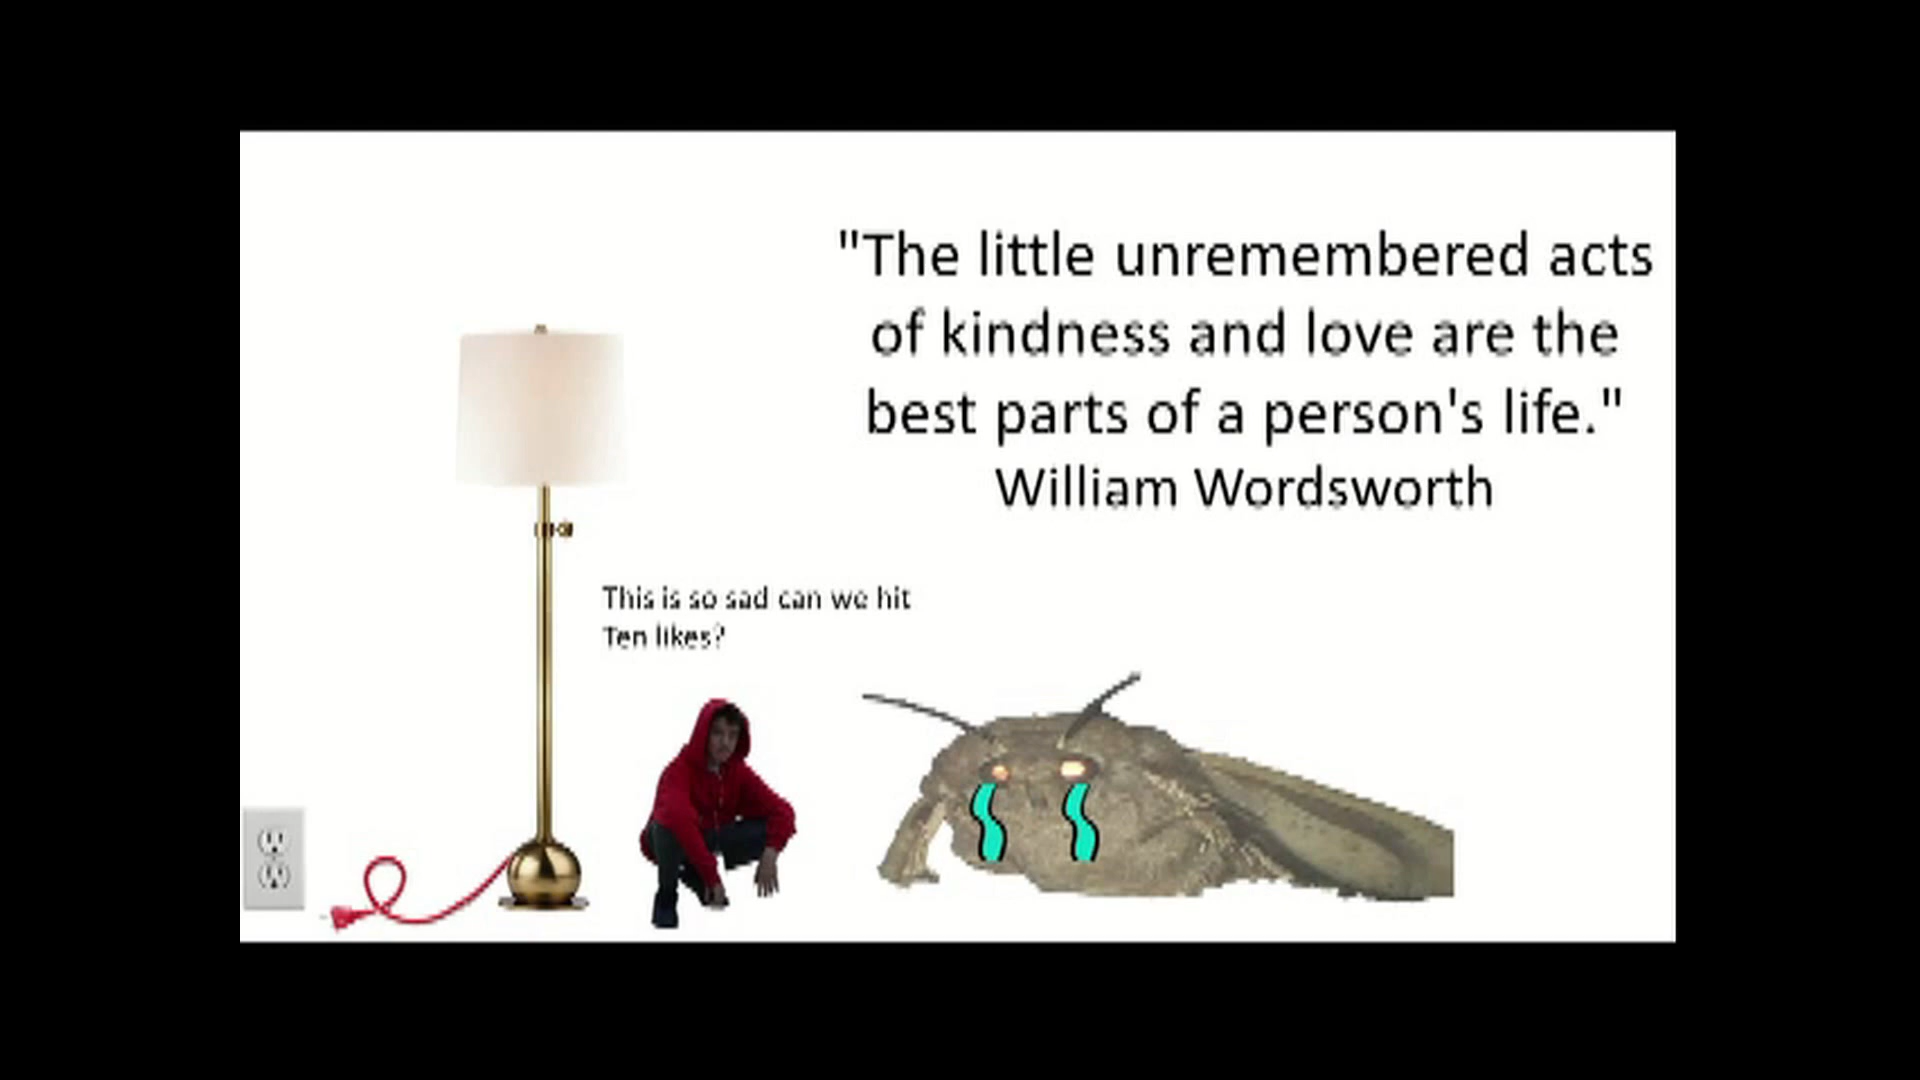 "The little unremembered acts
of kindness and love are the
best parts of a person's life."
William Wordsworth
This is so sad can we hit
Ten likes?